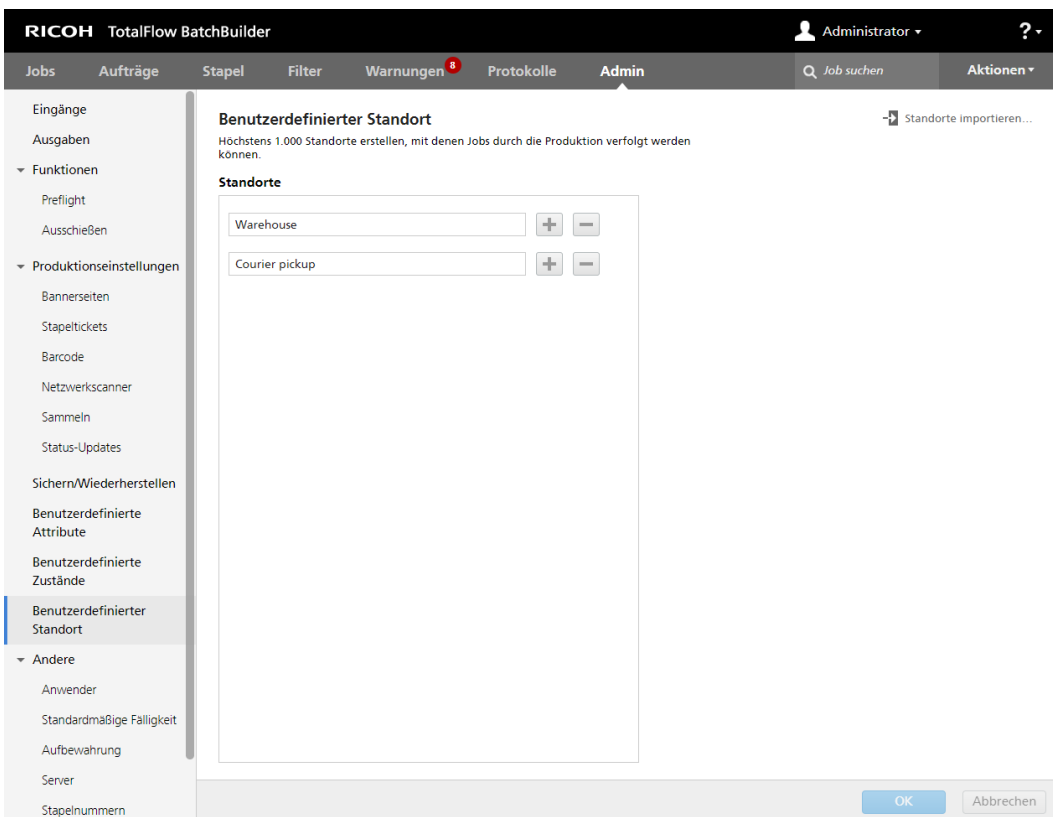 RICOH TotalFlow BatchBuilder
Administrator
?
Jobs Aufträge Stapel Filter Warnungen 8 Protokolle Admin
Job suchen
Aktionen
Eingänge
Ausgaben
Funktionen
Preflight
Ausschießen
Produktionseinstellungen
Bannerseiten
Stapeltickets
Barcode
Netzwerkscanner
Sammeln
Status-Updates
Sichern/Wiederherstellen
Benutzerdefinierte
Attribute
Benutzerdefinierte
Zustände
Benutzerdefinierter
Standort
Andere
Anwender
Standardmäßige Fälligkeit
Aufbewahrung
Server
Stapelnummern
Benutzerdefinierter Standort
Standorte importieren...
Höchstens 1.000 Standorte erstellen, mit denen Jobs durch die Produktion verfolgt werden
können.
Standorte
Warehouse
Courier pickup
OK
Abbrechen